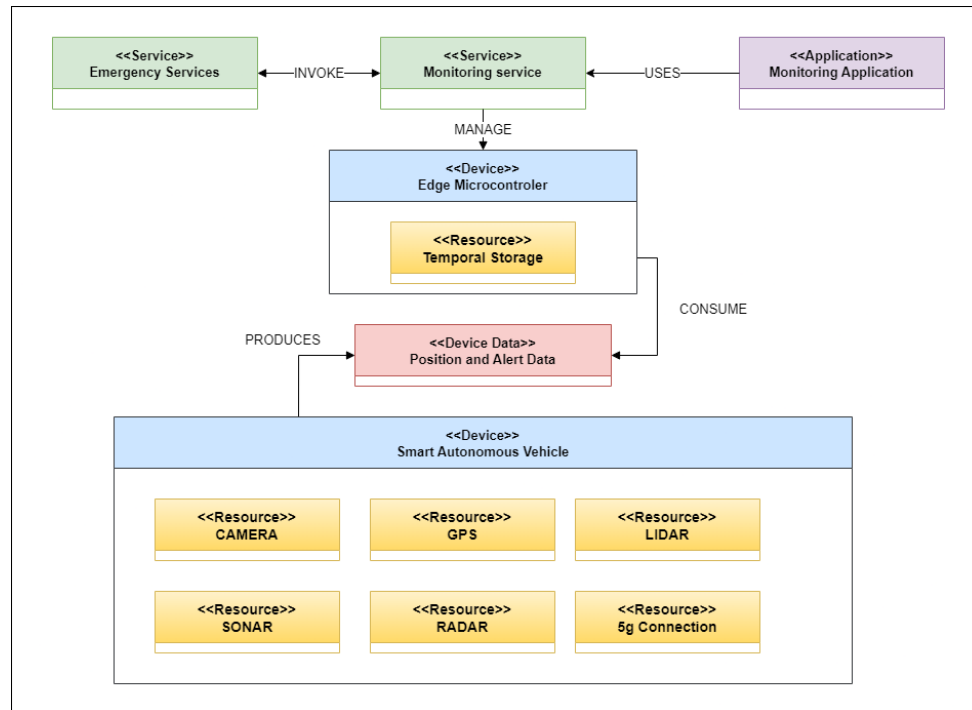 <<Service>>
Emergency Services
INVOKE
<<Service>>
Monitoring service
USES
<<Application>>
Monitoring Application
MANAGE
<<Device>>
Edge Microcontroler
<<Resource>>
Temporal Storage
CONSUME
PRODUCES
<<Device Data>>
Position and Alert Data
<<Device>>
Smart Autonomous Vehicle
<<Resource>>
CAMERA
<<Resource>>
GPS
<<Resource>>
LIDAR
<<Resource>>
SONAR
<<Resource>>
RADAR
<<Resource>>
5g Connection